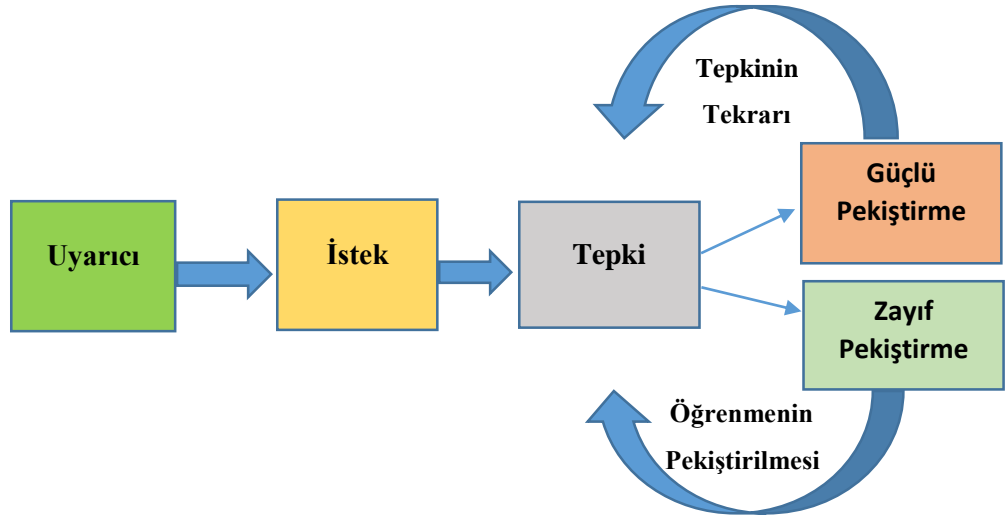 Uyarıcı
İstek
Tepki
Tepkinin
Tekrarı
Güçlü
Pekiştirme
Zayıf
Pekiştirme
Öğrenmenin
Pekiştirilmesi